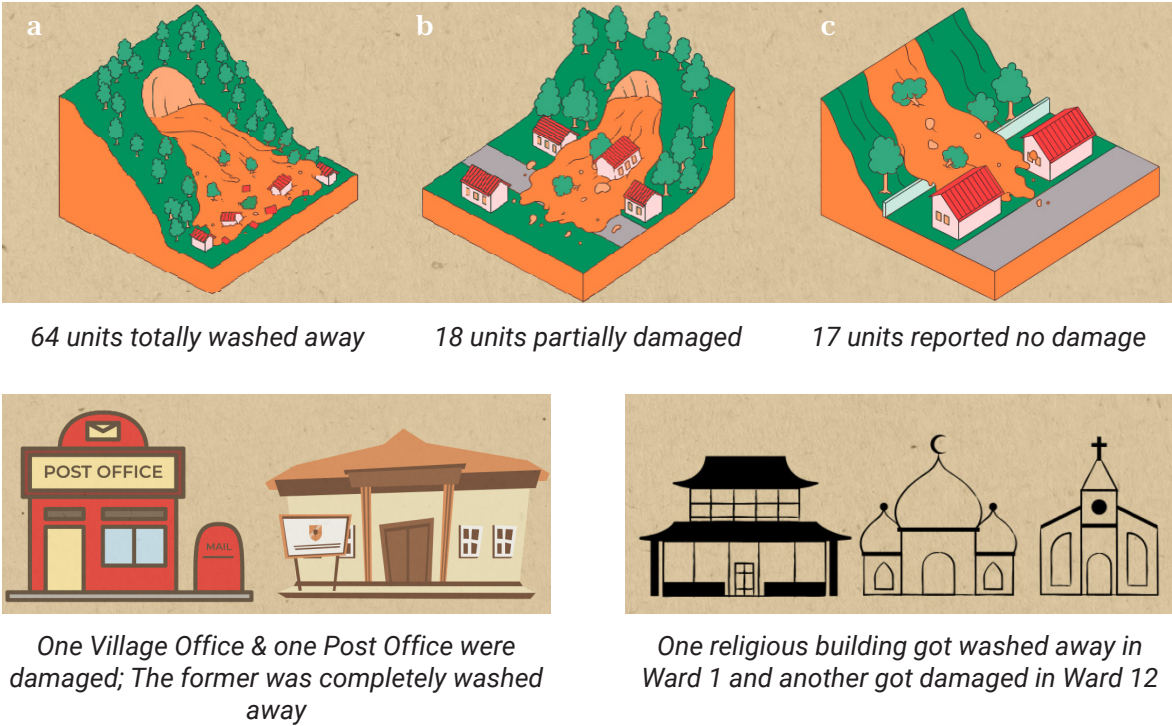 a
b
c
64 units totally washed away
18 units partially damaged
17 units reported no damage
POST OFFICE
MAIL
One Village Office & one Post Office were
damaged; The former was completely washed
away
One religious building got washed away in
Ward 1 and another got damaged in Ward 12